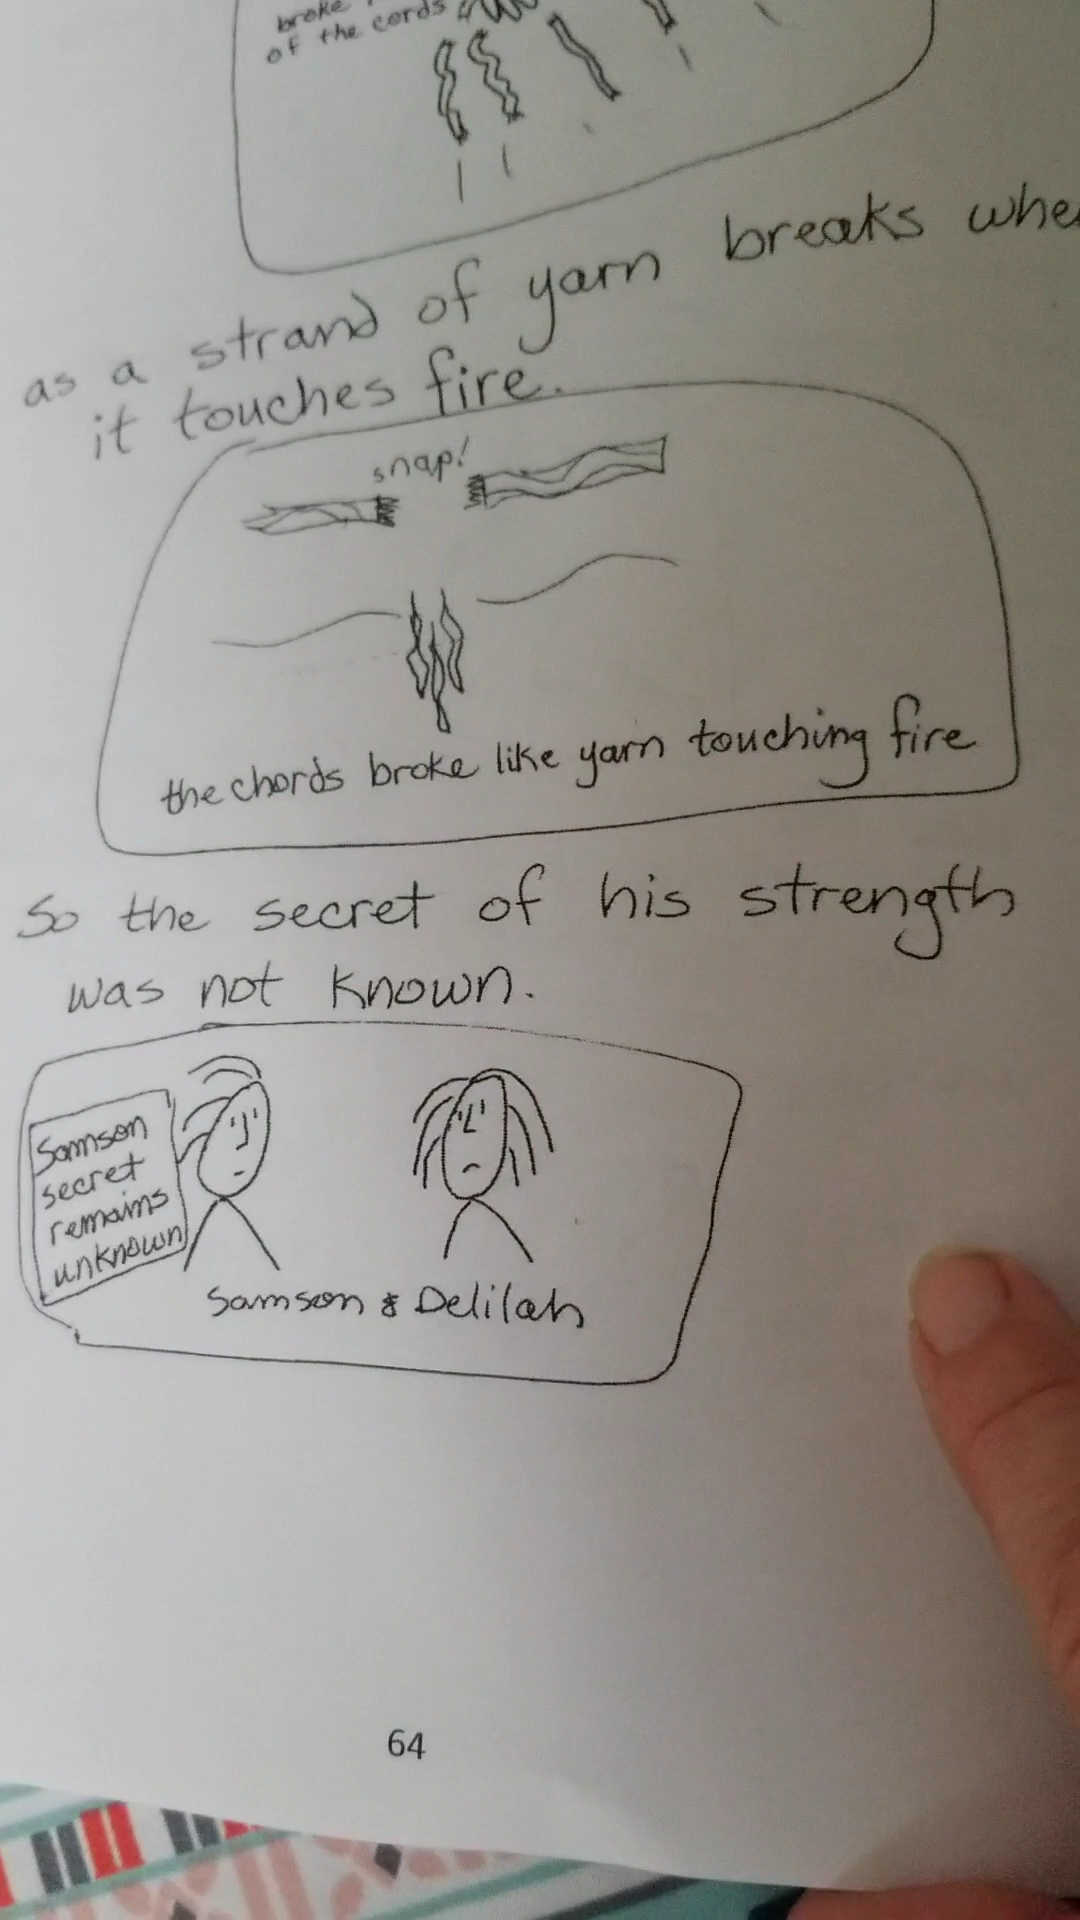 broke
of the cords
as a strand of yarn breaks
it touches fire.
snap!
the chords broke like yarn touching fire
So the secret of his strength
was not known.
Samson
secret
remains
unknown
Samson & Delilah
64